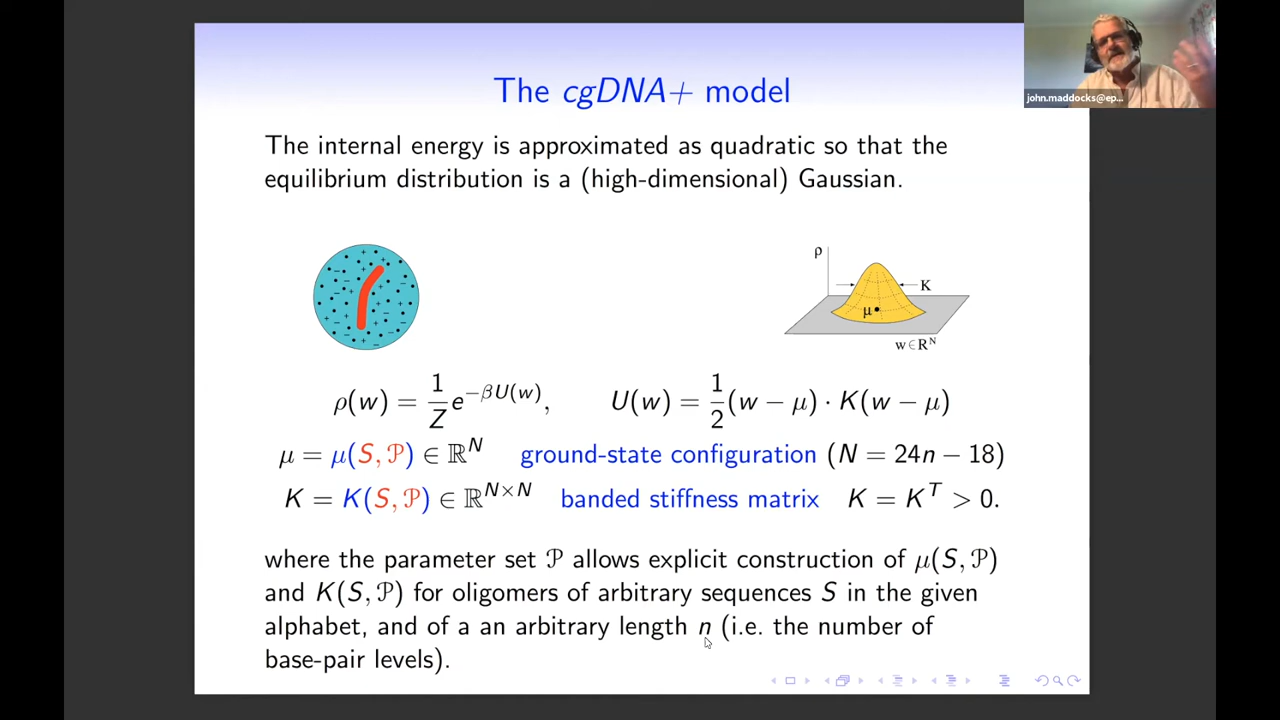 The cgDNA+ model
john.maddocks@ep...
The internal energy is approximated as quadratic so that the
equilibrium distribution is a (high-dimensional) Gaussian.
ρ
K
μ
w∈R^N
ρ(w) = 1/Z e^{−βU(w)}, U(w) = 1/2 (w − μ) · K(w − μ)
μ = μ(S, 𝒫) ∈ ℝ^N ground-state configuration (N = 24n − 18)
K = K(S, 𝒫) ∈ ℝ^{N×N} banded stiffness matrix K = K^T > 0.
where the parameter set 𝒫 allows explicit construction of μ(S, 𝒫)
and K(S, 𝒫) for oligomers of arbitrary sequences S in the given
alphabet, and of a an arbitrary length n (i.e. the number of
base-pair levels).